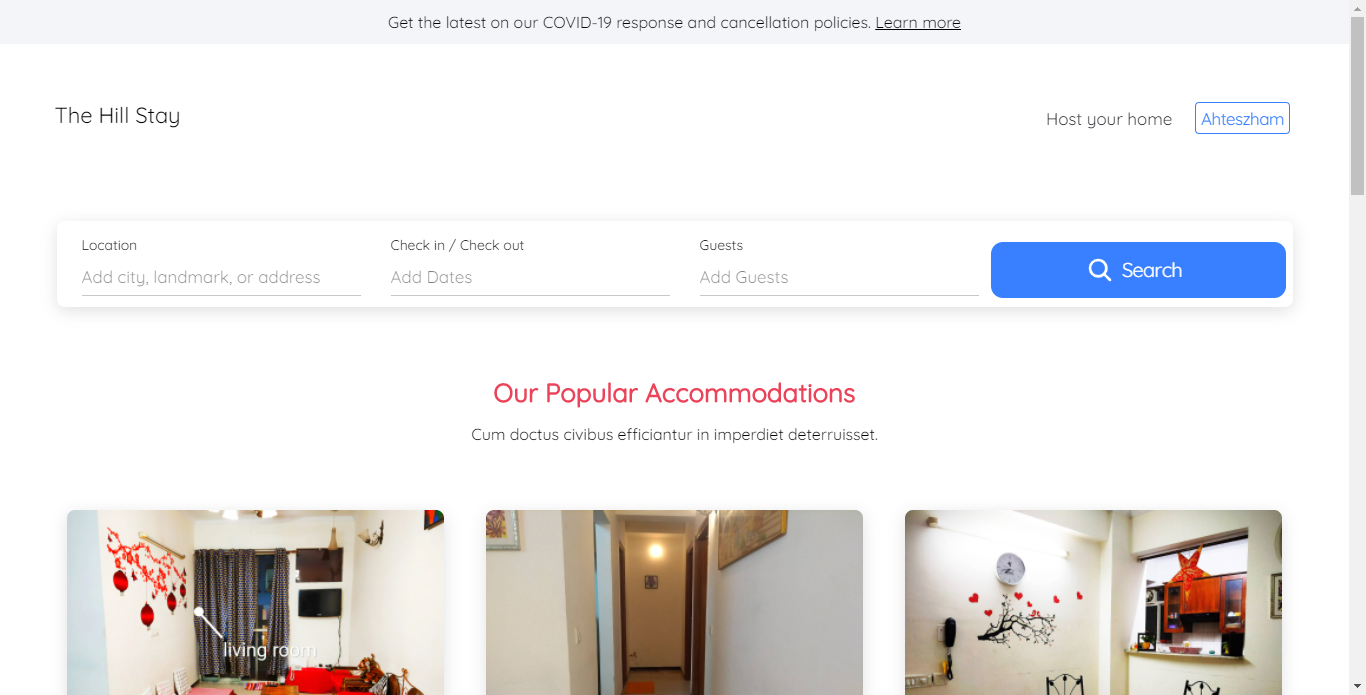 Get the latest on our COVID-19 response and cancellation policies. Learn more
The Hill Stay
Host your home
Ahteszham
Location
Check in / Check out
Guests
Add city, landmark, or address
Add Dates
Add Guests
Search
Our Popular Accommodations
Cum doctus civibus efficiantur in imperdiet deterruisset.
living room